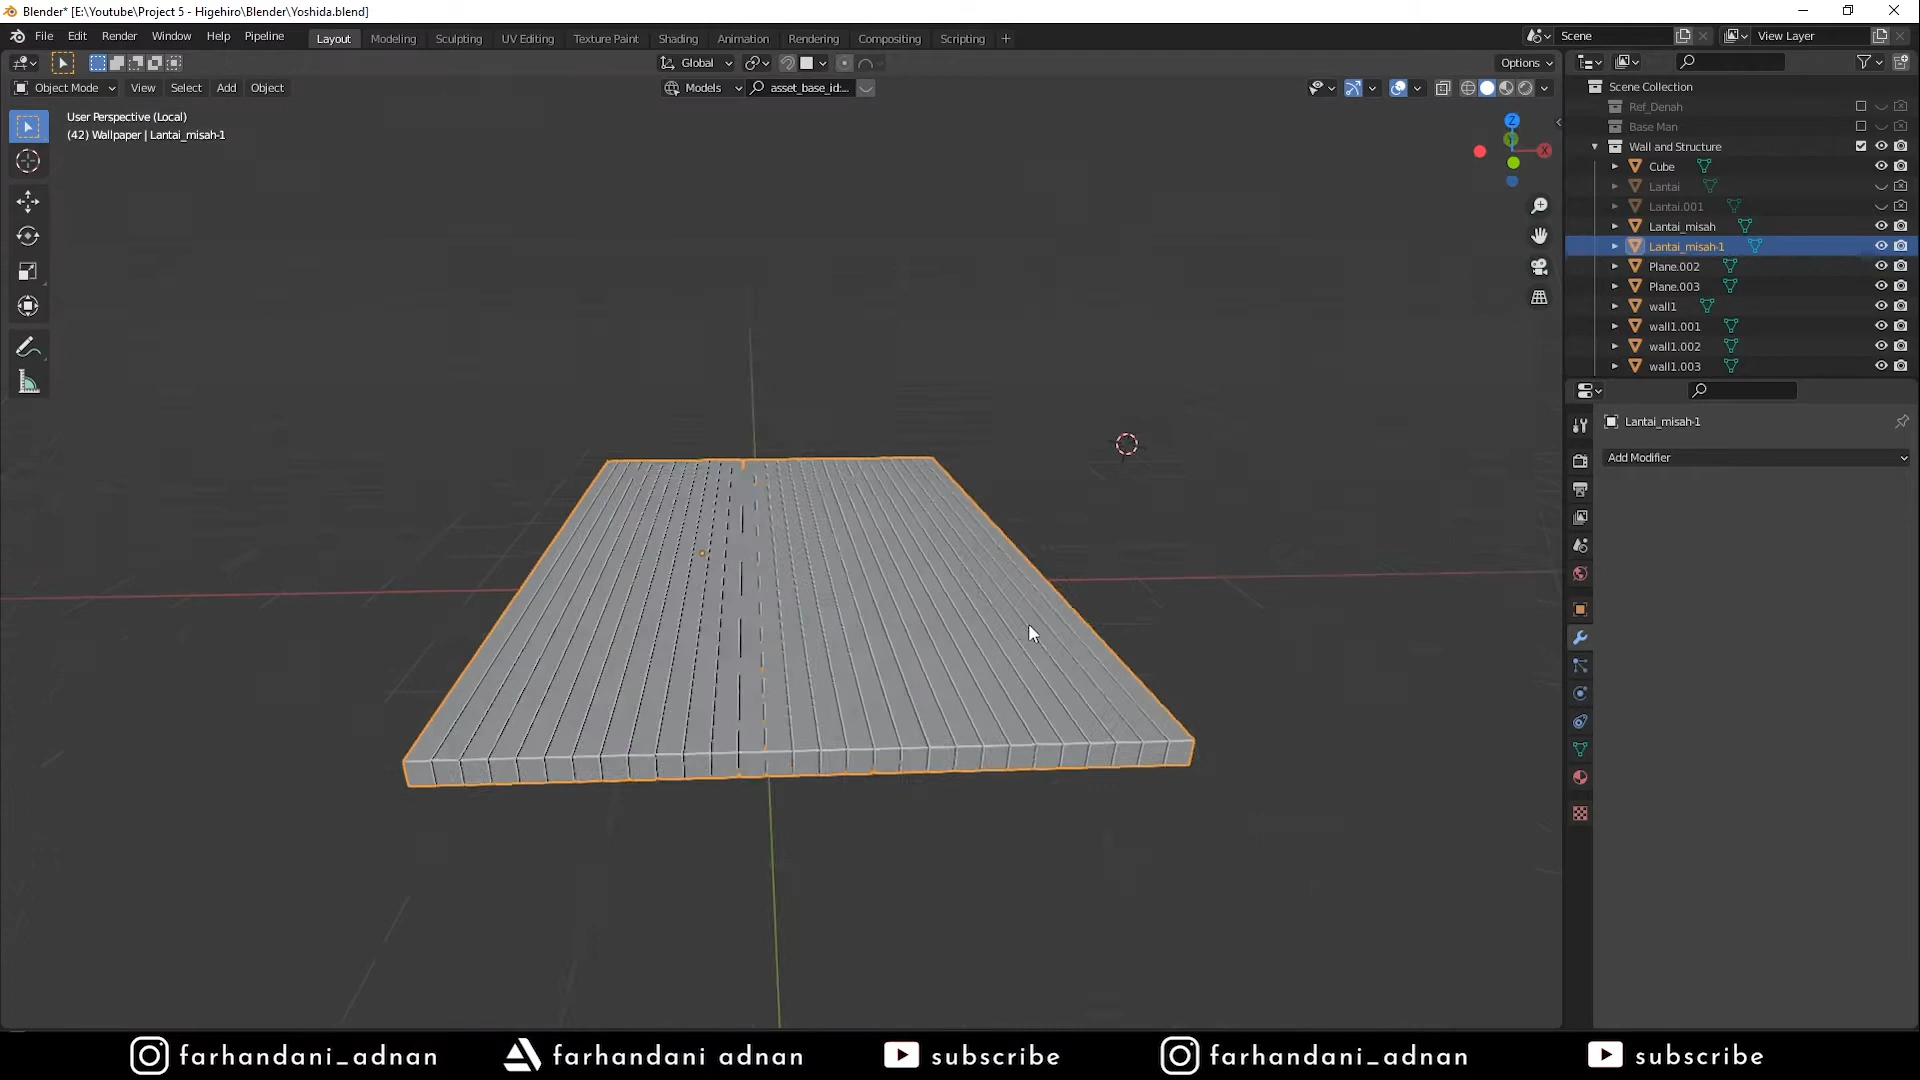 Blender* [E:\Youtube\Project 5 - Higehiro\Blender\Yoshida.blend]
File Edit Render Window Help Pipeline Layout Modeling Sculpting UV Editing Texture Paint Shading Animation Rendering Compositing Scripting + Scene View Layer
Global Options
Object Mode View Select Add Object Models asset_base_id:...
User Perspective (Local)
(42) Wallpaper | Lantai_misah-1
Z
X
Scene Collection
Ref_Denah
Base Man
Wall and Structure
Cube
Lantai
Lantai.001
Lantai_misah
Lantai_misah-1
Plane.002
Plane.003
wall1
wall1.001
wall1.002
wall1.003
Lantai_misah-1
Add Modifier
farhandani_adnan farhandani adnan subscribe farhandani_adnan subscribe